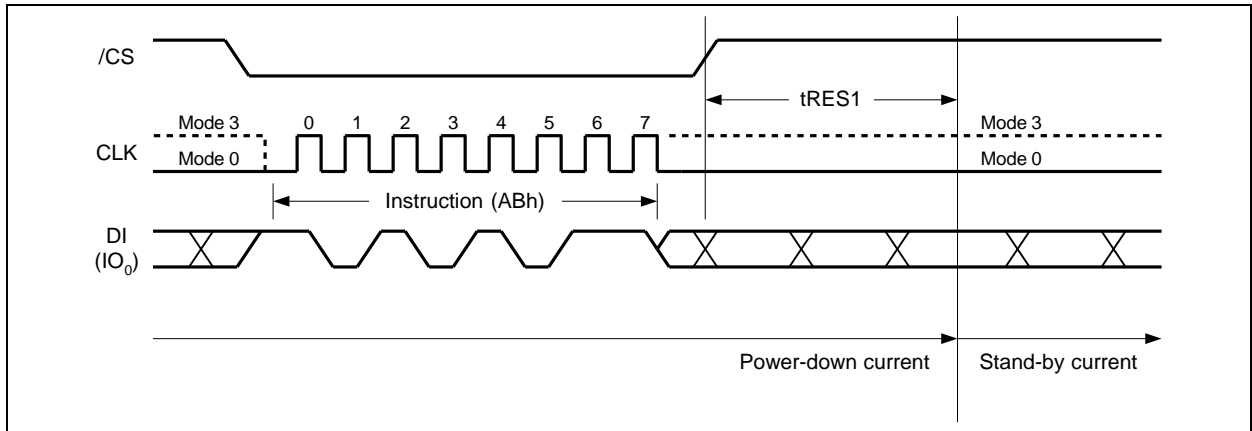 /CS
tRES1
Mode 3
0 1 2 3 4 5 6 7
Mode 3
CLK
Mode 0
Mode 0
Instruction (ABh)
DI
(IO0)
Power-down current
Stand-by current